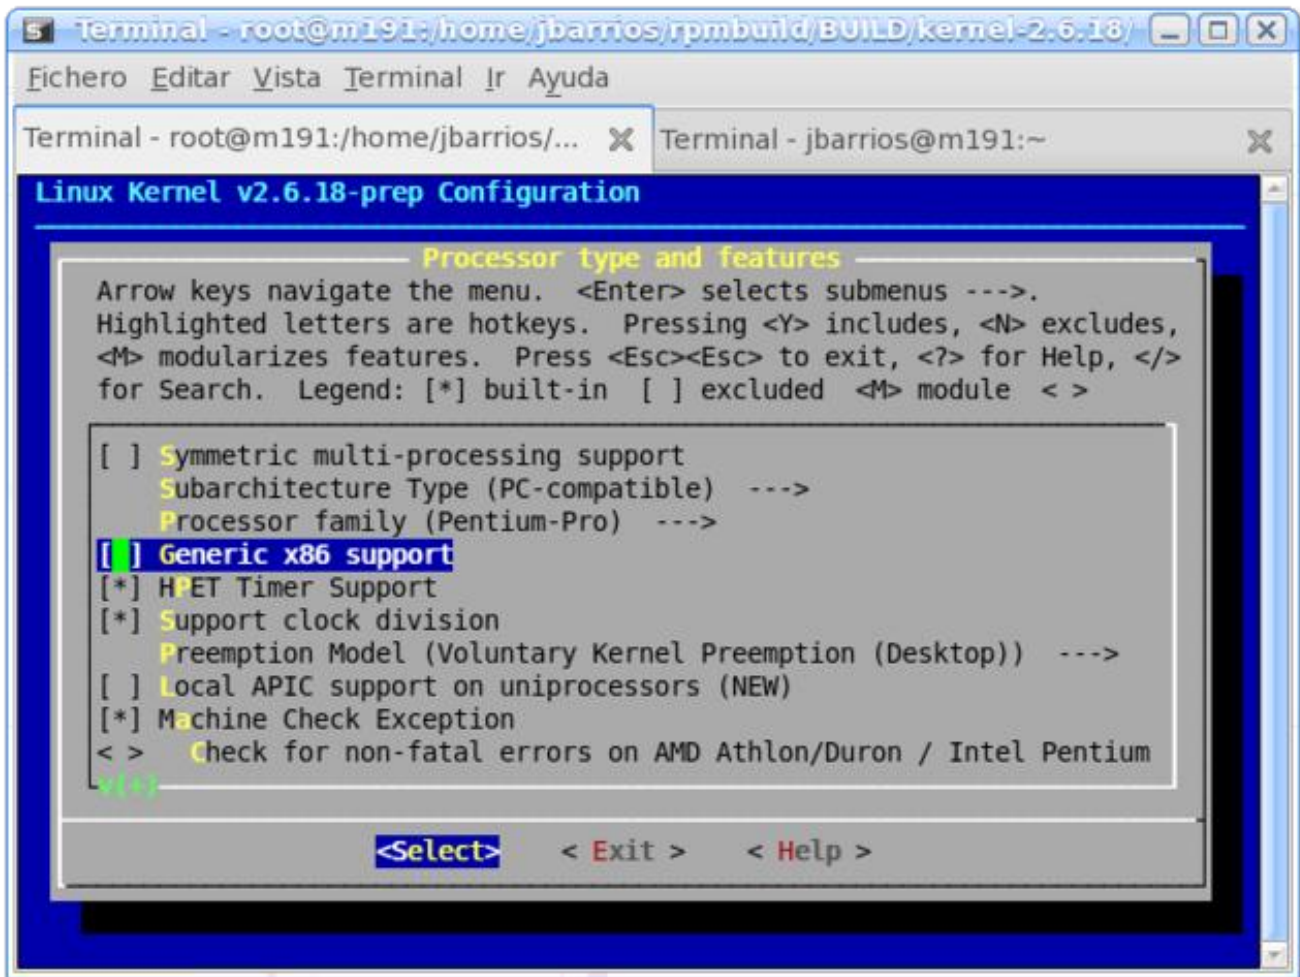 Terminal - root@m191:/home/jbarrios/rpmbuild/BUILD/kernel-2.6.18/
Fichero Editar Vista Terminal Ir Ayuda
Terminal - root@m191:/home/jbarrios/... Terminal - jbarrios@m191:~
Linux Kernel v2.6.18-prep Configuration
Processor type and features
Arrow keys navigate the menu. <Enter> selects submenus --->.
Highlighted letters are hotkeys. Pressing <Y> includes, <N> excludes,
<M> modularizes features. Press <Esc><Esc> to exit, <?> for Help, </>
for Search. Legend: [*] built-in [ ] excluded <M> module < >
[ ] Symmetric multi-processing support
Subarchitecture Type (PC-compatible) --->
Processor family (Pentium-Pro) --->
[ ] Generic x86 support
[*] HPET Timer Support
[*] Support clock division
Preemption Model (Voluntary Kernel Preemption (Desktop)) --->
[ ] Local APIC support on uniprocessors (NEW)
[*] Machine Check Exception
< > Check for non-fatal errors on AMD Athlon/Duron / Intel Pentium
v(+)
<Select> < Exit > < Help >